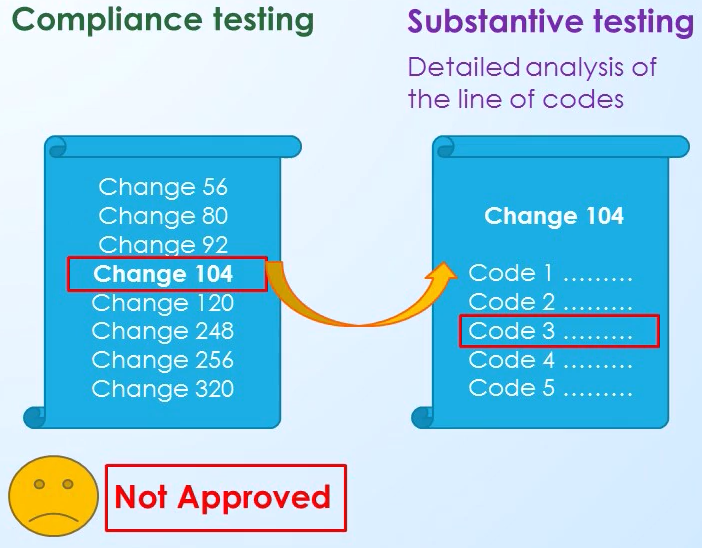 Compliance testing
Substantive testing
Detailed analysis of
the line of codes
Change 56
Change 80
Change 92
Change 104
Change 120
Change 248
Change 256
Change 320
Change 104
Code 1 .........
Code 2 .........
Code 3 .........
Code 4 .........
Code 5 .........
Not Approved